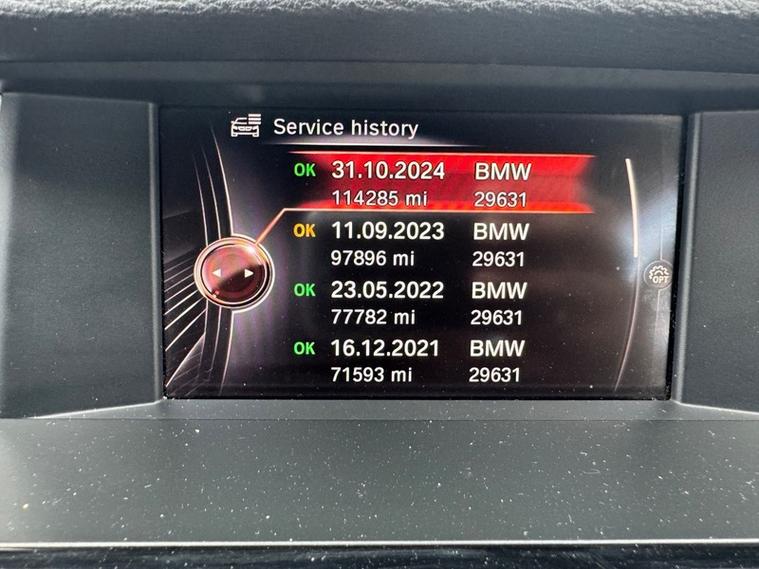 Service history
OK 31.10.2024 BMW
114285 mi 29631
OK 11.09.2023 BMW
97896 mi 29631
OK 23.05.2022 BMW
77782 mi 29631
OK 16.12.2021 BMW
71593 mi 29631
OPT